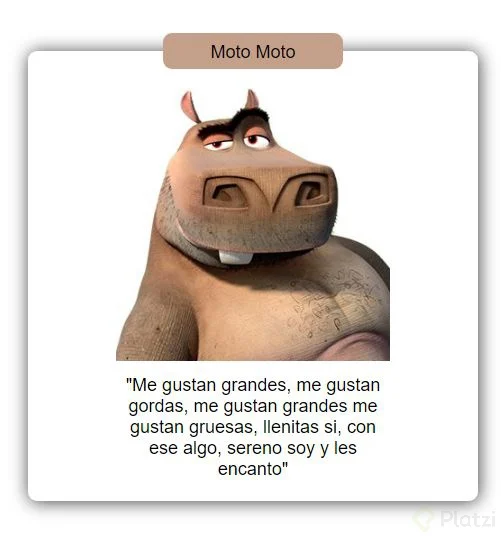 Moto Moto
"Me gustan grandes, me gustan
gordas, me gustan grandes me
gustan gruesas, llenitas si, con
ese algo, sereno soy y les
encanto"
Platzi